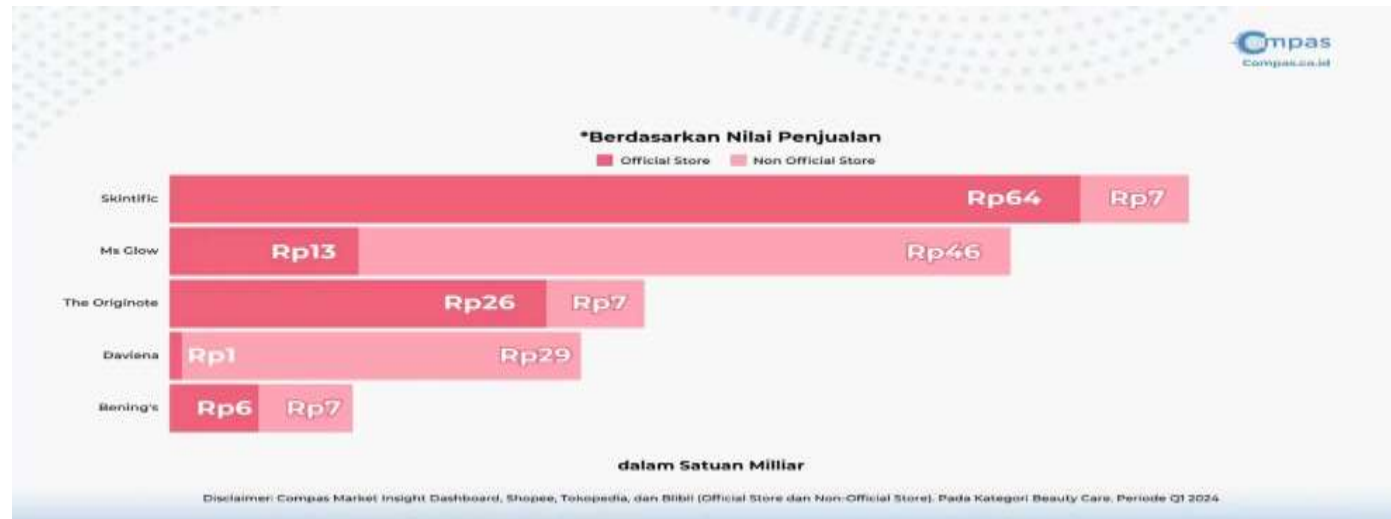 Compas
Compas.co.id
*Berdasarkan Nilai Penjualan
Official Store Non Official Store
Skintific Rp64 Rp7
Ms Glow Rp13 Rp46
The Originote Rp26 Rp7
Daviena Rp1 Rp29
Bening's Rp6 Rp7
dalam Satuan Milliar
Disclaimer: Compas Market Insight Dashboard, Shopee, Tokopedia, dan Blibli (Official Store dan Non-Official Store). Pada Kategori Beauty Care. Periode Q1 2024